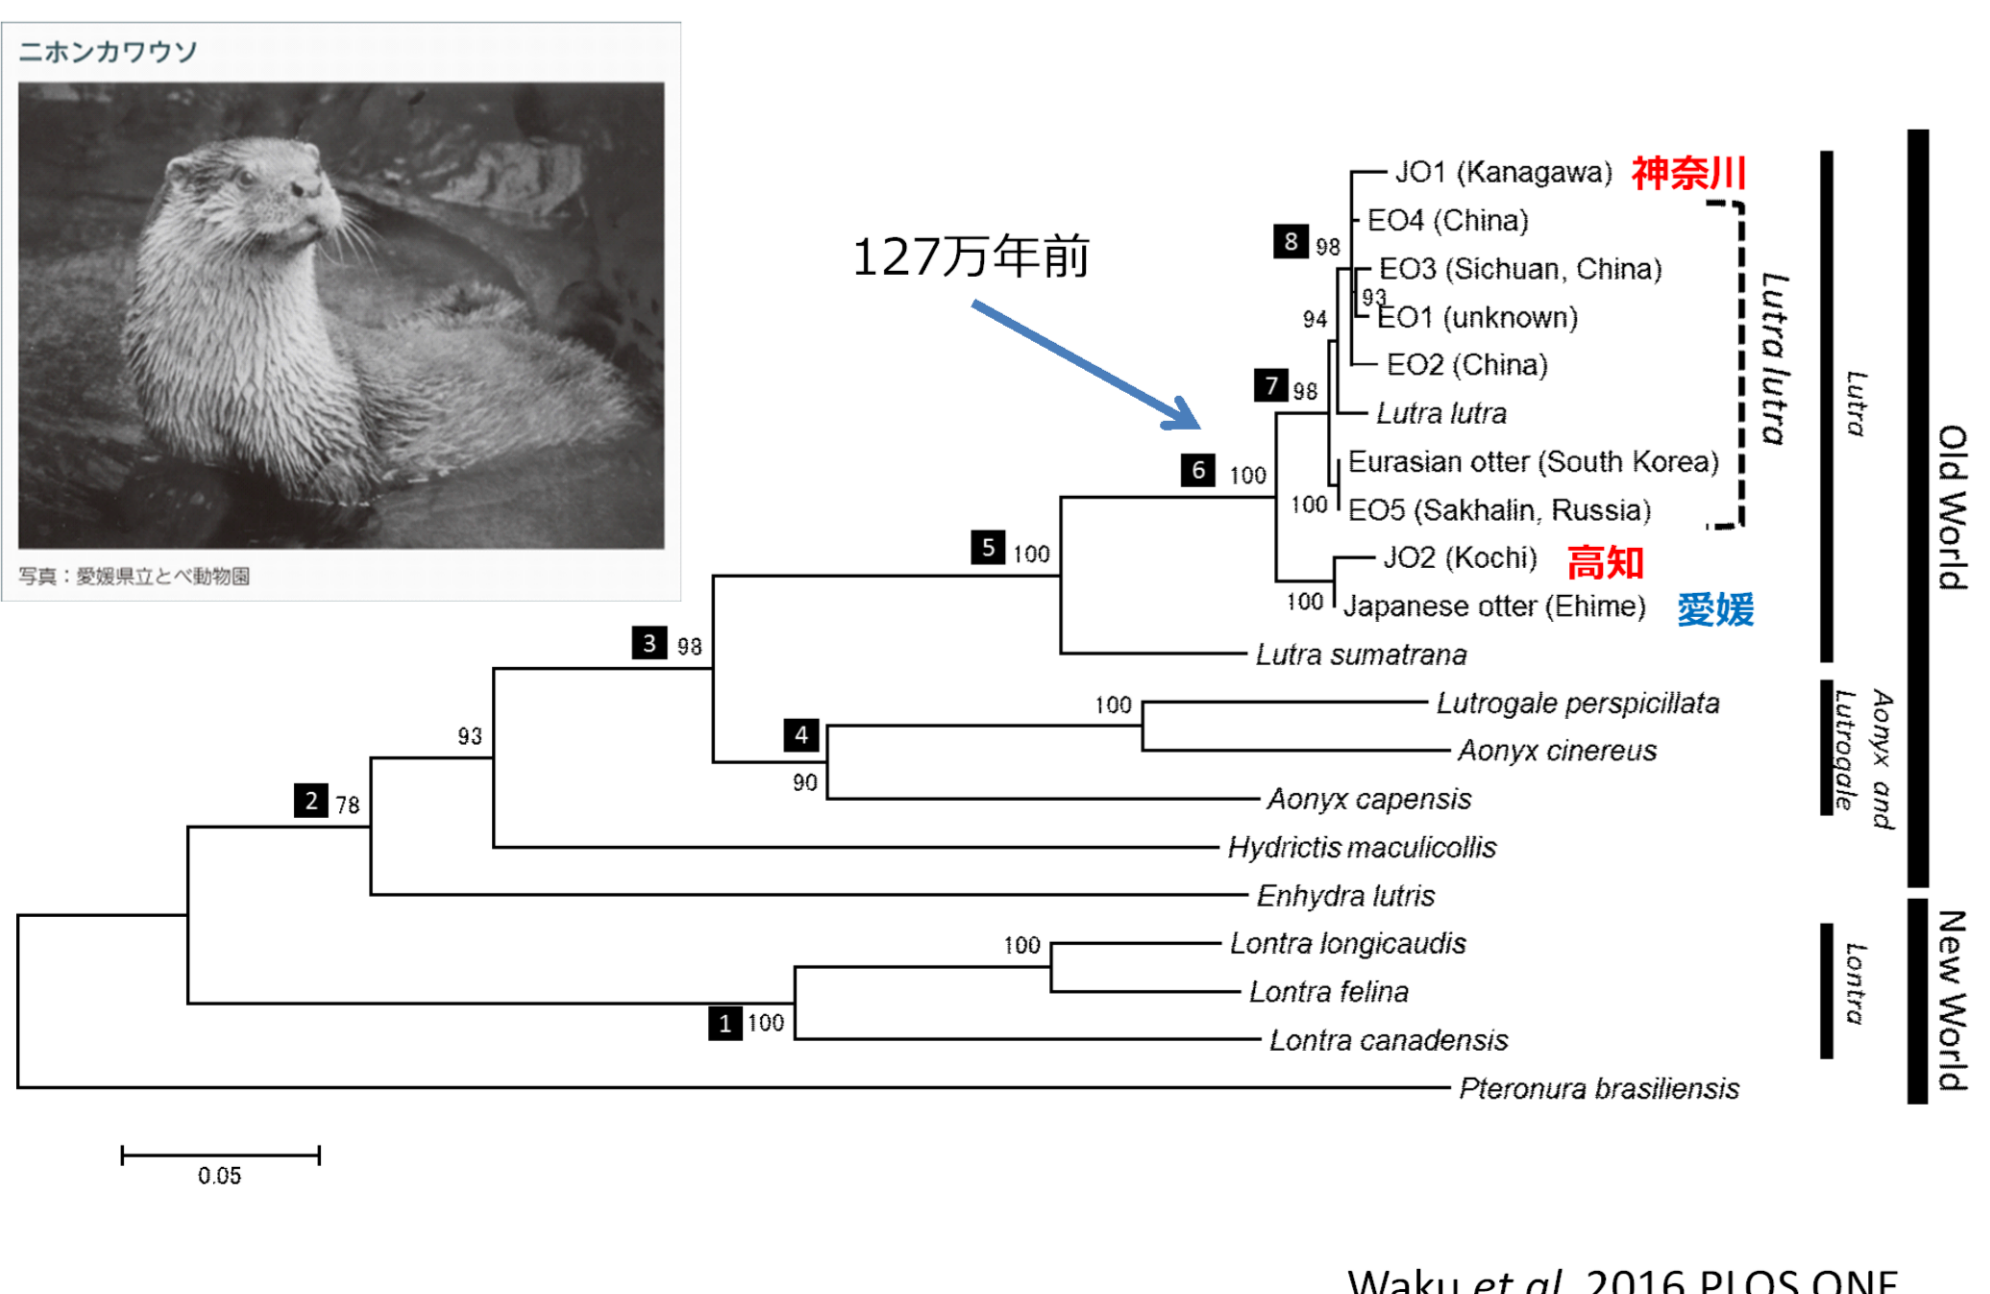 ニホンカワウソ
写真：愛媛県立とべ動物園
127万年前
JO1 (Kanagawa) 神奈川
EO4 (China)
8 98
EO3 (Sichuan, China)
93
EO1 (unknown)
94
EO2 (China)
7 98
Lutra lutra
Eurasian otter (South Korea)
6 100
100
EO5 (Sakhalin, Russia)
JO2 (Kochi) 高知
5 100
100
Japanese otter (Ehime) 愛媛
3 98
Lutra sumatrana
100
Lutrogale perspicillata
4
Aonyx cinereus
93
90
Aonyx capensis
2 78
Hydrictis maculicollis
Enhydra lutris
100
Lontra longicaudis
Lontra felina
1 100
Lontra canadensis
Pteronura brasiliensis
0.05
Lutra lutra
Lutra
Aonyx and
Lutrogale
Lontra
Old World
New World
Waku et al. 2016 PLOS ONE